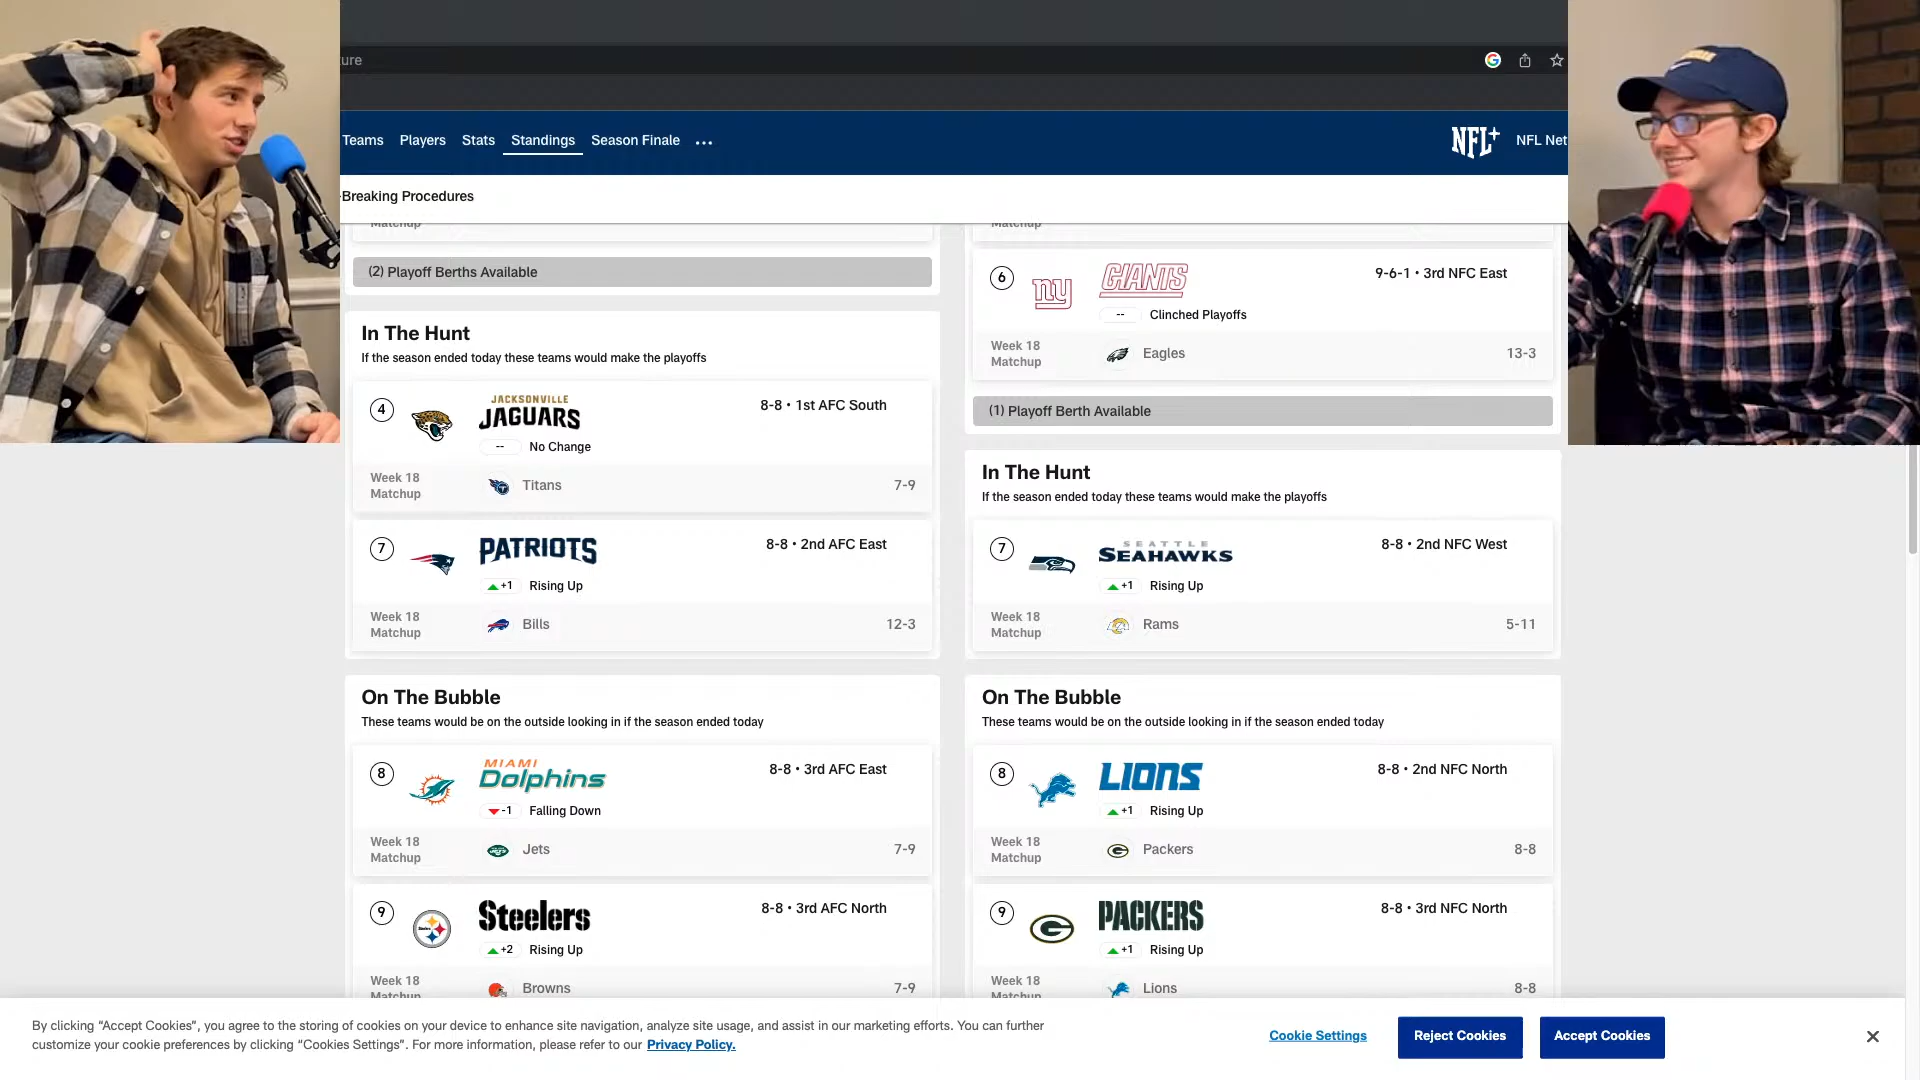 ture
Teams Players Stats Standings Season Finale ...
NFL+ NFL Net
-Breaking Procedures
Matchup
(2) Playoff Berths Available
In The Hunt
If the season ended today these teams would make the playoffs
4
JACKSONVILLE
JAGUARS
8-8 • 1st AFC South
-- No Change
Week 18
Matchup
Titans 7-9
7
PATRIOTS
8-8 • 2nd AFC East
+1 Rising Up
Week 18
Matchup
Bills 12-3
On The Bubble
These teams would be on the outside looking in if the season ended today
8
MIAMI
Dolphins
8-8 • 3rd AFC East
-1 Falling Down
Week 18
Matchup
Jets 7-9
9
Steelers
8-8 • 3rd AFC North
+2 Rising Up
Week 18
Matchup
Browns 7-9
Matchup
6
ny
GIANTS
9-6-1 • 3rd NFC East
-- Clinched Playoffs
Week 18
Matchup
Eagles 13-3
(1) Playoff Berth Available
In The Hunt
If the season ended today these teams would make the playoffs
7
SEATTLE
SEAHAWKS
8-8 • 2nd NFC West
+1 Rising Up
Week 18
Matchup
Rams 5-11
On The Bubble
These teams would be on the outside looking in if the season ended today
8
LIONS
8-8 • 2nd NFC North
+1 Rising Up
Week 18
Matchup
Packers 8-8
9
G
PACKERS
8-8 • 3rd NFC North
+1 Rising Up
Week 18
Matchup
Lions 8-8
By clicking “Accept Cookies”, you agree to the storing of cookies on your device to enhance site navigation, analyze site usage, and assist in our marketing efforts. You can further
customize your cookie preferences by clicking “Cookies Settings”. For more information, please refer to our Privacy Policy.
Cookie Settings
Reject Cookies
Accept Cookies